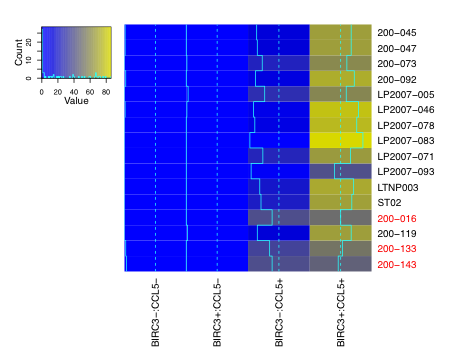 Count
0 10 20
0 20 40 60 80
Value
200−045
200−047
200−073
200−092
LP2007−005
LP2007−046
LP2007−078
LP2007−083
LP2007−071
LP2007−093
LTNP003
ST02
200−016
200−119
200−133
200−143
BIRC3−:CCL5−
BIRC3+:CCL5−
BIRC3−:CCL5+
BIRC3+:CCL5+